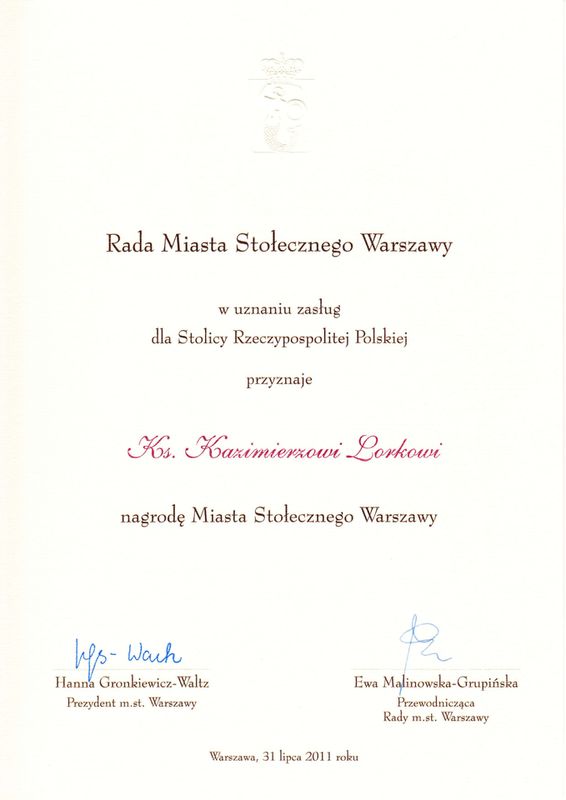 Rada Miasta Stołecznego Warszawy
w uznaniu zasług
dla Stolicy Rzeczypospolitej Polskiej
przyznaje
Ks. Kazimierzowi Lorkowi
nagrodę Miasta Stołecznego Warszawy
Hanna Gronkiewicz-Waltz
Prezydent m.st. Warszawy
Ewa Malinowska-Grupińska
Przewodnicząca
Rady m.st. Warszawy
Warszawa, 31 lipca 2011 roku